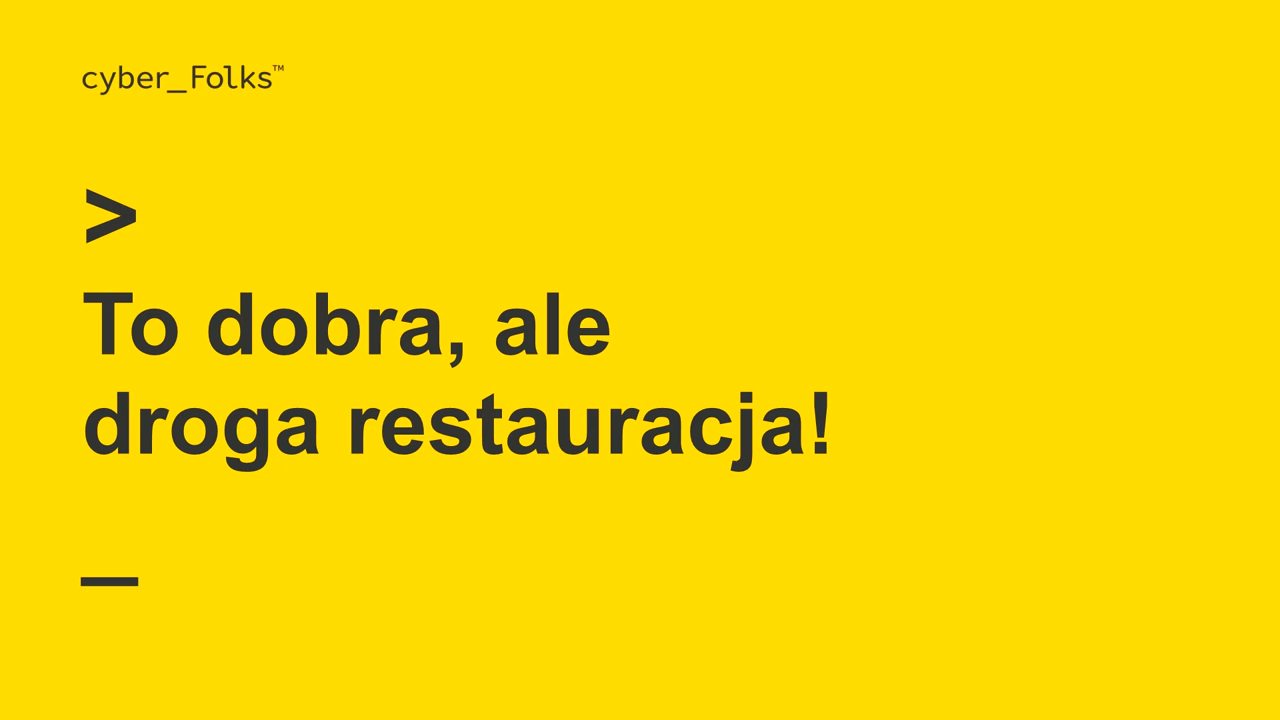 cyber_Folks™
>
To dobra, ale
droga restauracja!
_